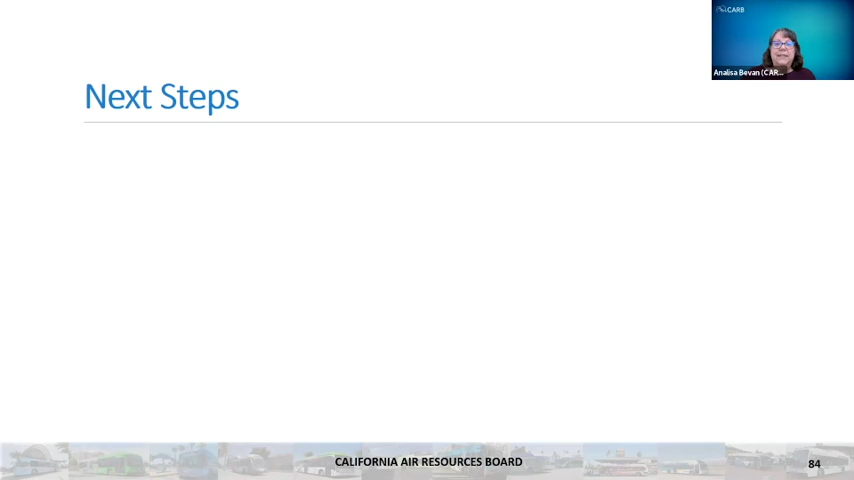 CARB
Analisa Bevan (CAR...
Next Steps
CALIFORNIA AIR RESOURCES BOARD
84